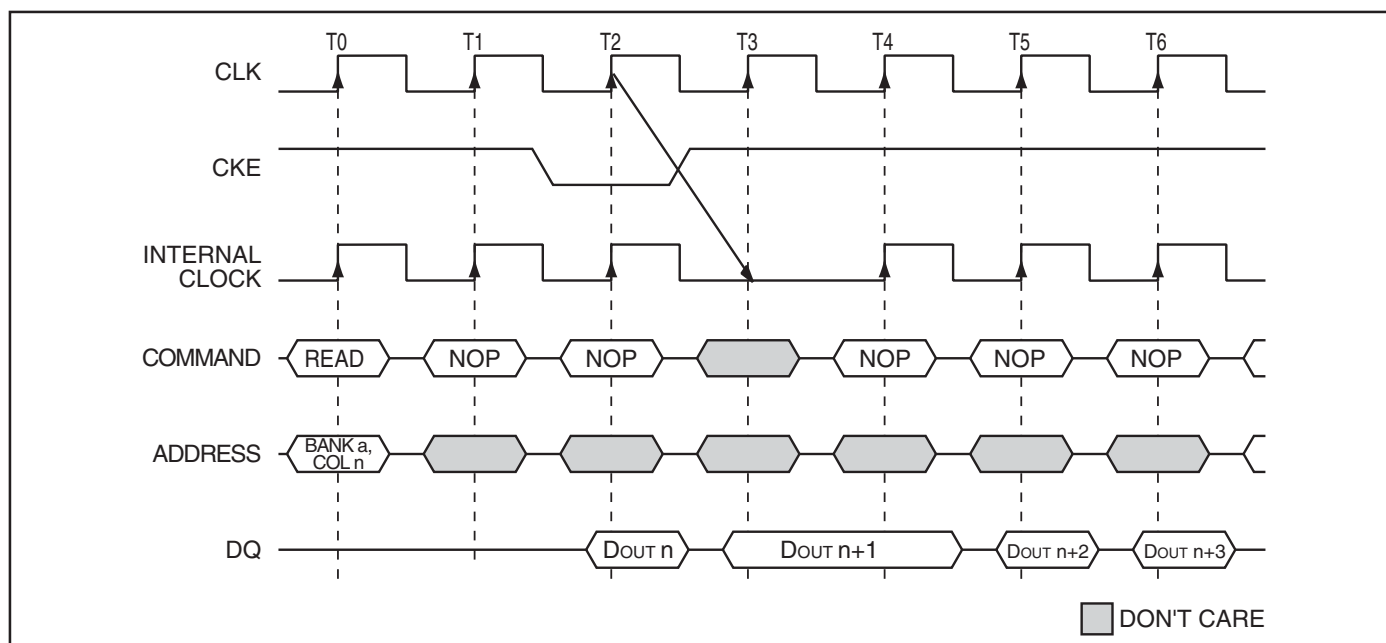 T0 T1 T2 T3 T4 T5 T6
CLK
CKE
INTERNAL
CLOCK
COMMAND READ NOP NOP NOP NOP NOP
ADDRESS BANK a,
COL n
DQ DOUT n DOUT n+1 DOUT n+2 DOUT n+3
DON'T CARE